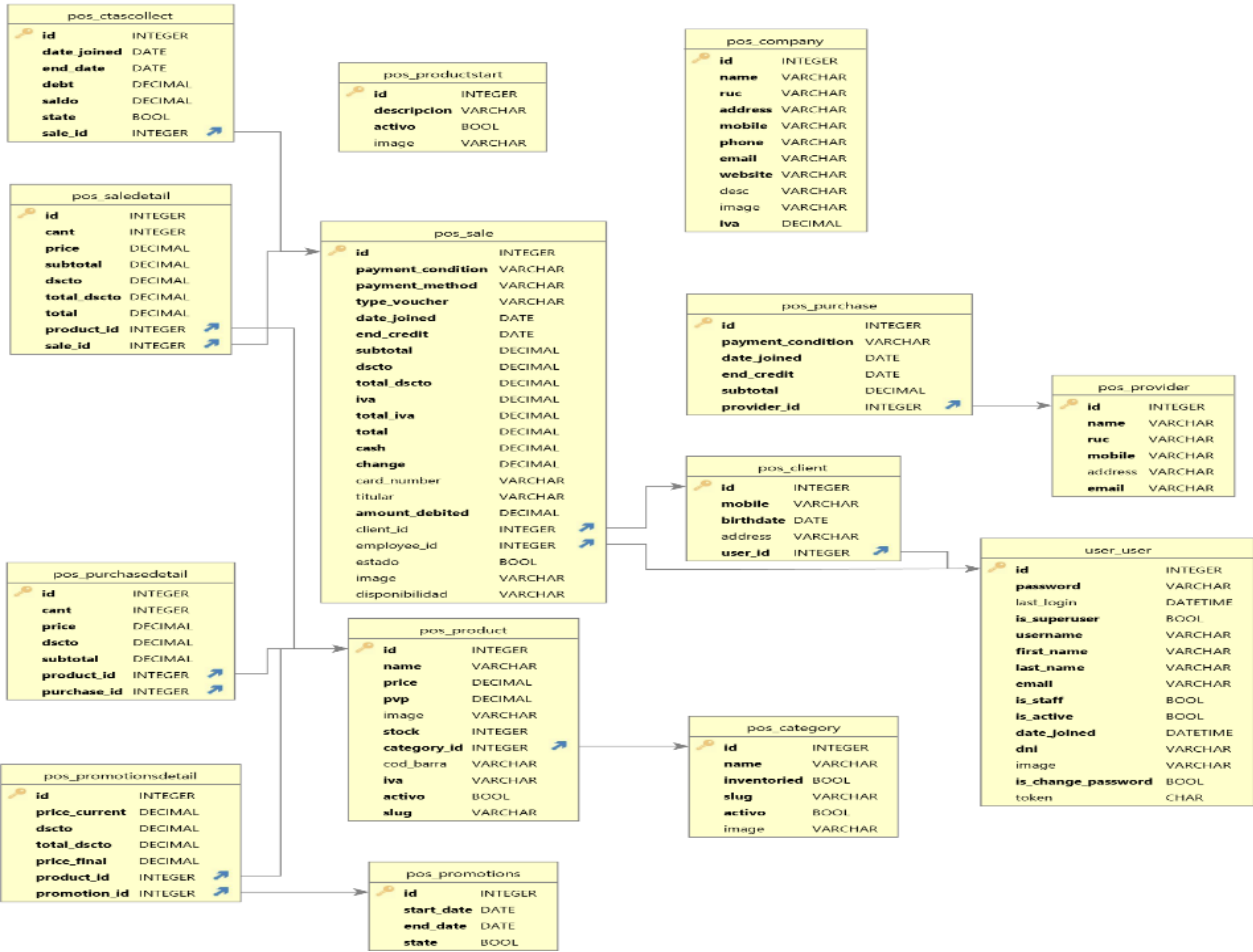 pos_ctascollect
id INTEGER
date_joined DATE
end_date DATE
debt DECIMAL
saldo DECIMAL
state BOOL
sale_id INTEGER
pos_productstart
id INTEGER
descripcion VARCHAR
activo BOOL
image VARCHAR
pos_company
id INTEGER
name VARCHAR
ruc VARCHAR
address VARCHAR
mobile VARCHAR
phone VARCHAR
email VARCHAR
website VARCHAR
desc VARCHAR
image VARCHAR
iva DECIMAL
pos_saledetail
id INTEGER
cant INTEGER
price DECIMAL
subtotal DECIMAL
dscto DECIMAL
total_dscto DECIMAL
total DECIMAL
product_id INTEGER
sale_id INTEGER
pos_sale
id INTEGER
payment_condition VARCHAR
payment_method VARCHAR
type_voucher VARCHAR
date_joined DATE
end_credit DATE
subtotal DECIMAL
dscto DECIMAL
total_dscto DECIMAL
iva DECIMAL
total_iva DECIMAL
total DECIMAL
cash DECIMAL
change DECIMAL
card_number VARCHAR
titular VARCHAR
amount_debited DECIMAL
client_id INTEGER
employee_id INTEGER
estado BOOL
image VARCHAR
disponibilidad VARCHAR
pos_purchase
id INTEGER
payment_condition VARCHAR
date_joined DATE
end_credit DATE
subtotal DECIMAL
provider_id INTEGER
pos_provider
id INTEGER
name VARCHAR
ruc VARCHAR
mobile VARCHAR
address VARCHAR
email VARCHAR
pos_client
id INTEGER
mobile VARCHAR
birthdate DATE
address VARCHAR
user_id INTEGER
user_user
id INTEGER
password VARCHAR
last_login DATETIME
is_superuser BOOL
username VARCHAR
first_name VARCHAR
last_name VARCHAR
email VARCHAR
is_staff BOOL
is_active BOOL
date_joined DATETIME
dni VARCHAR
image VARCHAR
is_change_password BOOL
token CHAR
pos_purchasedetail
id INTEGER
cant INTEGER
price DECIMAL
dscto DECIMAL
subtotal DECIMAL
product_id INTEGER
purchase_id INTEGER
pos_product
id INTEGER
name VARCHAR
price DECIMAL
pvp DECIMAL
image VARCHAR
stock INTEGER
category_id INTEGER
cod_barra VARCHAR
iva VARCHAR
activo BOOL
slug VARCHAR
pos_category
id INTEGER
name VARCHAR
inventoried BOOL
slug VARCHAR
activo BOOL
image VARCHAR
pos_promotionsdetail
id INTEGER
price_current DECIMAL
dscto DECIMAL
total_dscto DECIMAL
price_final DECIMAL
product_id INTEGER
promotion_id INTEGER
pos_promotions
id INTEGER
start_date DATE
end_date DATE
state BOOL